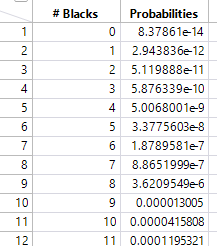 # Blacks Probabilities
1 0 8.37861e-14
2 1 2.943836e-12
3 2 5.119888e-11
4 3 5.876339e-10
5 4 5.0068001e-9
6 5 3.3775603e-8
7 6 1.8789581e-7
8 7 8.8651999e-7
9 8 3.6209549e-6
10 9 0.000013005
11 10 0.0000415808
12 11 0.0001195321